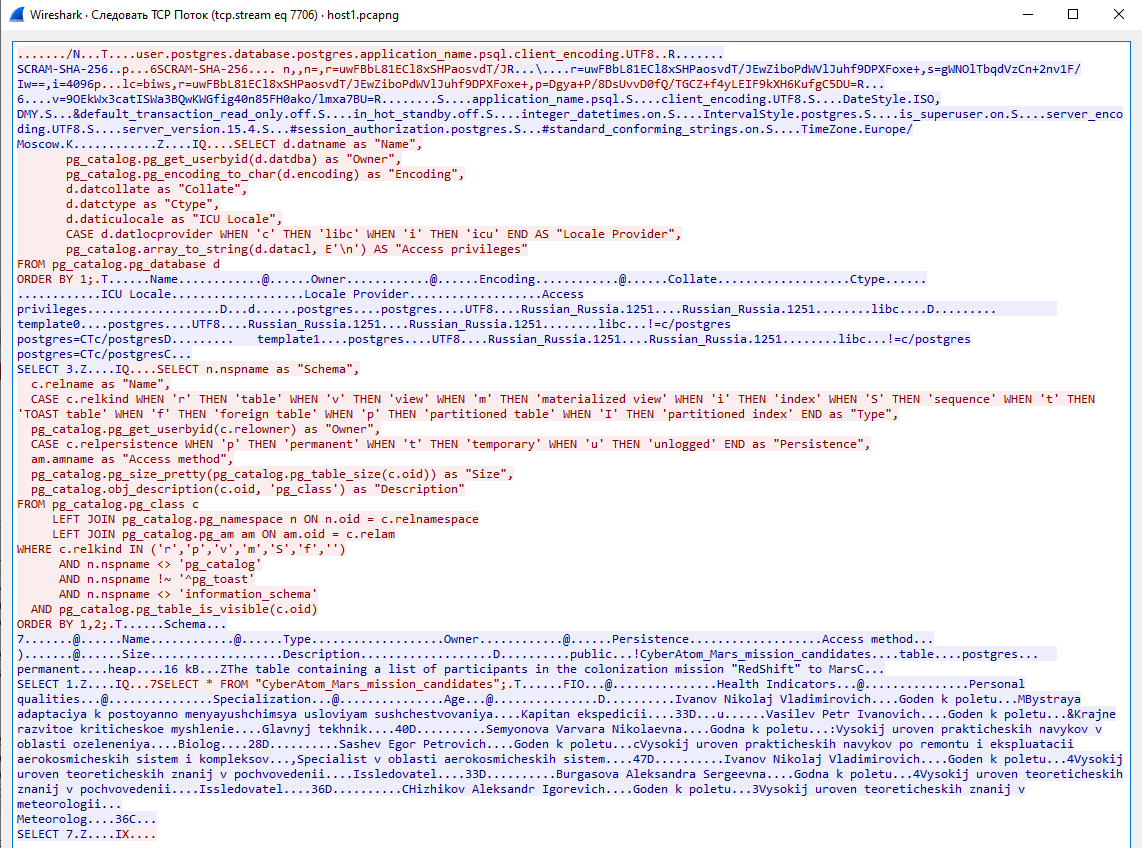 Wireshark · Следовать TCP Поток (tcp.stream eq 7706) · host1.pcapng
......./N...T....user.postgres.database.postgres.application_name.psql.client_encoding.UTF8..R.......
SCRAM-SHA-256..p...6SCRAM-SHA-256.... n,,n=,r=uwFBbL81ECl8xSHPaosvdT/JR...\....r=uwFBbL81ECl8xSHPaosvdT/JEwZiboPdWVlJuhf9DPXFoxe+,s=gWNOlTbqdVzCn+2nv1F/
Iw==,i=4096p...lc=biws,r=uwFBbL81ECl8xSHPaosvdT/JEwZiboPdWVlJuhf9DPXFoxe+,p=Dgya+P/8DsUvvD0fQ/TGCZ+f4yLEIF9kXH6KufgC5DU=R...
6....v=9OEkWx3catISWa3BQwKWGfig40n85FH0ako/lmxa7BU=R........S....application_name.psql.S....client_encoding.UTF8.S....DateStyle.ISO,
DMY.S...&default_transaction_read_only.off.S....in_hot_standby.off.S....integer_datetimes.on.S....IntervalStyle.postgres.S....is_superuser.on.S....server_enco
ding.UTF8.S....server_version.15.4.S...#session_authorization.postgres.S...#standard_conforming_strings.on.S....TimeZone.Europe/
Moscow.K............Z....IQ....SELECT d.datname as "Name",
pg_catalog.pg_get_userbyid(d.datdba) as "Owner",
pg_catalog.pg_encoding_to_char(d.encoding) as "Encoding",
d.datcollate as "Collate",
d.datctype as "Ctype",
d.daticulocale as "ICU Locale",
CASE d.datlocprovider WHEN 'c' THEN 'libc' WHEN 'i' THEN 'icu' END AS "Locale Provider",
pg_catalog.array_to_string(d.datacl, E'\n') AS "Access privileges"
FROM pg_catalog.pg_database d
ORDER BY 1;.T......Name............@......Owner............@......Encoding............@......Collate...................Ctype......
............ICU Locale...................Locale Provider...................Access
privileges...................D...d......postgres....postgres....UTF8....Russian_Russia.1251....Russian_Russia.1251........libc....D.........
template0....postgres....UTF8....Russian_Russia.1251....Russian_Russia.1251........libc...!=c/postgres
postgres=CTc/postgresD......... template1....postgres....UTF8....Russian_Russia.1251....Russian_Russia.1251........libc...!=c/postgres
postgres=CTc/postgresC...
SELECT 3.Z....IQ....SELECT n.nspname as "Schema",
c.relname as "Name",
CASE c.relkind WHEN 'r' THEN 'table' WHEN 'v' THEN 'view' WHEN 'm' THEN 'materialized view' WHEN 'i' THEN 'index' WHEN 'S' THEN 'sequence' WHEN 't' THEN
'TOAST table' WHEN 'f' THEN 'foreign table' WHEN 'p' THEN 'partitioned table' WHEN 'I' THEN 'partitioned index' END as "Type",
pg_catalog.pg_get_userbyid(c.relowner) as "Owner",
CASE c.relpersistence WHEN 'p' THEN 'permanent' WHEN 't' THEN 'temporary' WHEN 'u' THEN 'unlogged' END as "Persistence",
am.amname as "Access method",
pg_catalog.pg_size_pretty(pg_catalog.pg_table_size(c.oid)) as "Size",
pg_catalog.obj_description(c.oid, 'pg_class') as "Description"
FROM pg_catalog.pg_class c
LEFT JOIN pg_catalog.pg_namespace n ON n.oid = c.relnamespace
LEFT JOIN pg_catalog.pg_am am ON am.oid = c.relam
WHERE c.relkind IN ('r','p','v','m','S','f','')
AND n.nspname <> 'pg_catalog'
AND n.nspname !~ '^pg_toast'
AND n.nspname <> 'information_schema'
AND pg_catalog.pg_table_is_visible(c.oid)
ORDER BY 1,2;.T......Schema...
7.......@......Name............@......Type...................Owner............@......Persistence...................Access method...
).......@......Size...................Description...................D..........public...!CyberAtom_Mars_mission_candidates....table....postgres...
permanent....heap....16 kB...ZThe table containing a list of participants in the colonization mission "RedShift" to MarsC...
SELECT 1.Z....IQ...7SELECT * FROM "CyberAtom_Mars_mission_candidates";.T......FIO...@...............Health Indicators...@...............Personal
qualities...@...............Specialization...@...............Age...@...............D..........Ivanov Nikolaj Vladimirovich....Goden k poletu...MBystraya
adaptaciya k postoyanno menyayushchimsya usloviyam sushchestvovaniya....Kapitan ekspedicii....33D...u......Vasilev Petr Ivanovich....Goden k poletu...&Krajne
razvitoe kriticheskoe myshlenie....Glavnyj tekhnik....40D..........Semyonova Varvara Nikolaevna....Godna k poletu...:Vysokij uroven prakticheskih navykov v
oblasti ozeleneniya....Biolog....28D..........Sashev Egor Petrovich....Goden k poletu...cVysokij uroven prakticheskih navykov po remontu i ekspluatacii
aerokosmicheskih sistem i kompleksov...,Specialist v oblasti aerokosmicheskih sistem....47D..........Ivanov Nikolaj Vladimirovich....Goden k poletu...4Vysokij
uroven teoreticheskih znanij v pochvovedenii....Issledovatel....33D..........Burgasova Aleksandra Sergeevna....Godna k poletu...4Vysokij uroven teoreticheskih
znanij v pochvovedenii....Issledovatel....36D..........CHizhikov Aleksandr Igorevich....Goden k poletu...3Vysokij uroven teoreticheskih znanij v
meteorologii...
Meteorolog....36C...
SELECT 7.Z....IX....